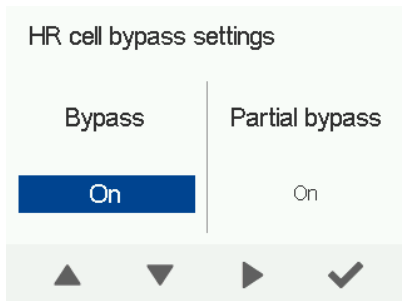 HR cell bypass settings
Bypass
Partial bypass
On
On